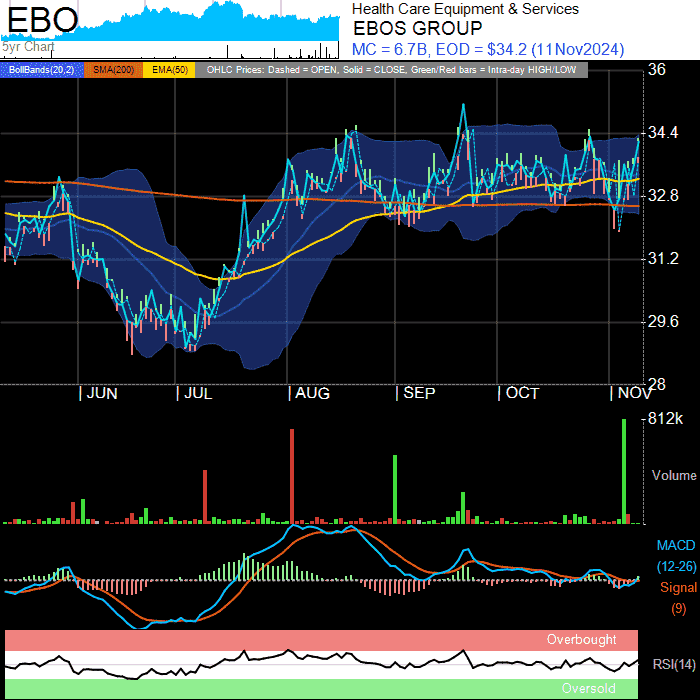 EBO
5yr Chart
Health Care Equipment & Services
EBOS GROUP
MC = 6.7B, EOD = $34.2 (11Nov2024)
BollBands(20,2) SMA(200) EMA(50) OHLC Prices: Dashed = OPEN, Solid = CLOSE, Green/Red bars = Intra-day HIGH/LOW
36
34.4
32.8
31.2
29.6
28
JUN JUL AUG SEP OCT NOV
812k
Volume
MACD
(12-26)
Signal
(9)
Overbought
RSI(14)
Oversold